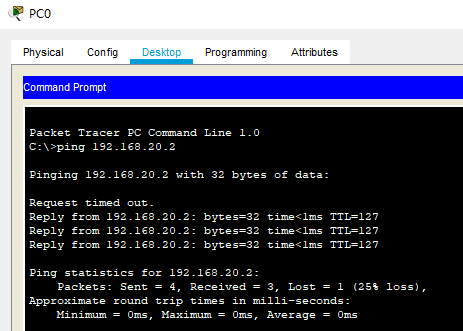 PC0
Physical Config Desktop Programming Attributes
Command Prompt
Packet Tracer PC Command Line 1.0
C:\>ping 192.168.20.2
Pinging 192.168.20.2 with 32 bytes of data:
Request timed out.
Reply from 192.168.20.2: bytes=32 time<1ms TTL=127
Reply from 192.168.20.2: bytes=32 time<1ms TTL=127
Reply from 192.168.20.2: bytes=32 time<1ms TTL=127
Ping statistics for 192.168.20.2:
Packets: Sent = 4, Received = 3, Lost = 1 (25% loss),
Approximate round trip times in milli-seconds:
Minimum = 0ms, Maximum = 0ms, Average = 0ms